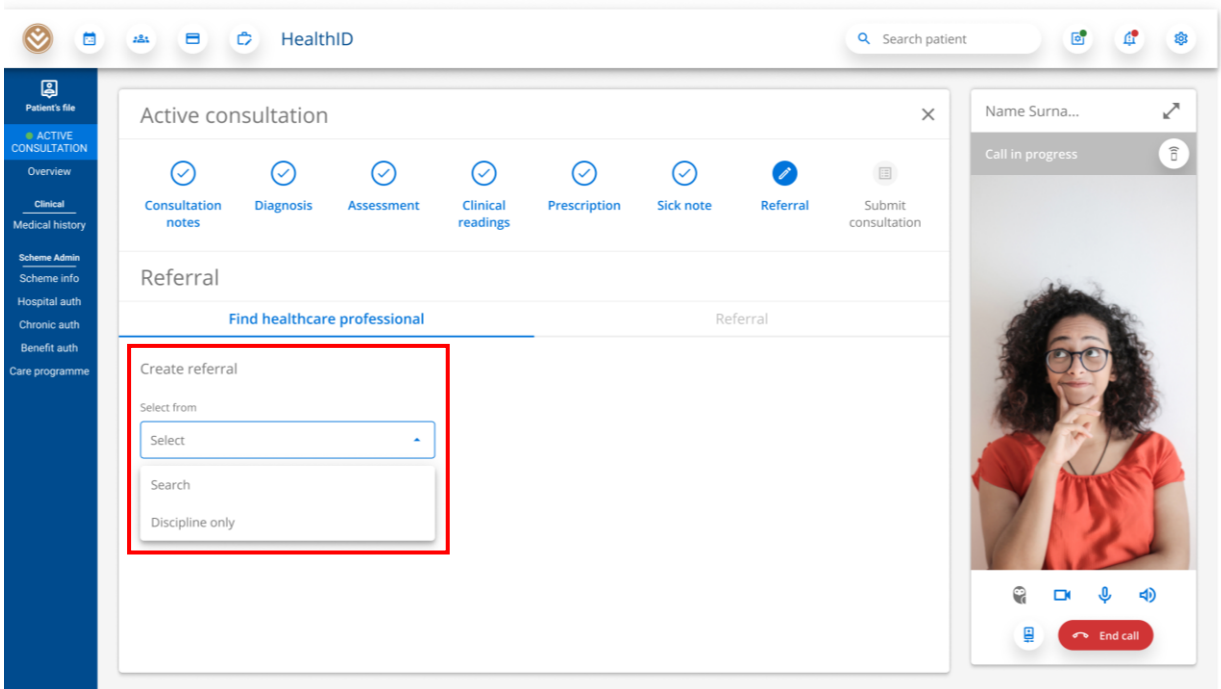 HealthID
Search patient
Patient's file
ACTIVE
CONSULTATION
Overview
Clinical
Medical history
Scheme Admin
Scheme info
Hospital auth
Chronic auth
Benefit auth
Care programme
Active consultation
Consultation
notes
Diagnosis
Assessment
Clinical
readings
Prescription
Sick note
Referral
Submit
consultation
Referral
Find healthcare professional
Referral
Create referral
Select from
Select
Search
Discipline only
Name Surna...
Call in progress
End call